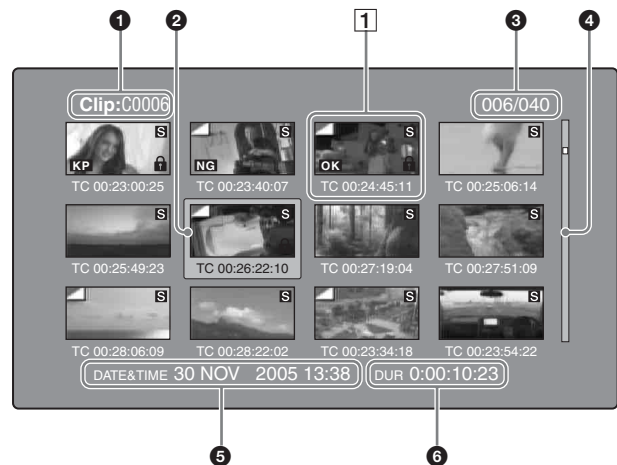 1 2 1 3 4
Clip:C0006 006/040
S S S S
KP NG OK
TC 00:23:00:25 TC 00:23:40:07 TC 00:24:45:11 TC 00:25:06:14
S S S S
TC 00:25:49:23 TC 00:26:22:10 TC 00:27:19:04 TC 00:27:51:09
S S S S
TC 00:28:06:09 TC 00:28:22:02 TC 00:23:34:18 TC 00:23:54:22
DATE&TIME 30 NOV 2005 13:38 DUR 0:00:10:23
5 6